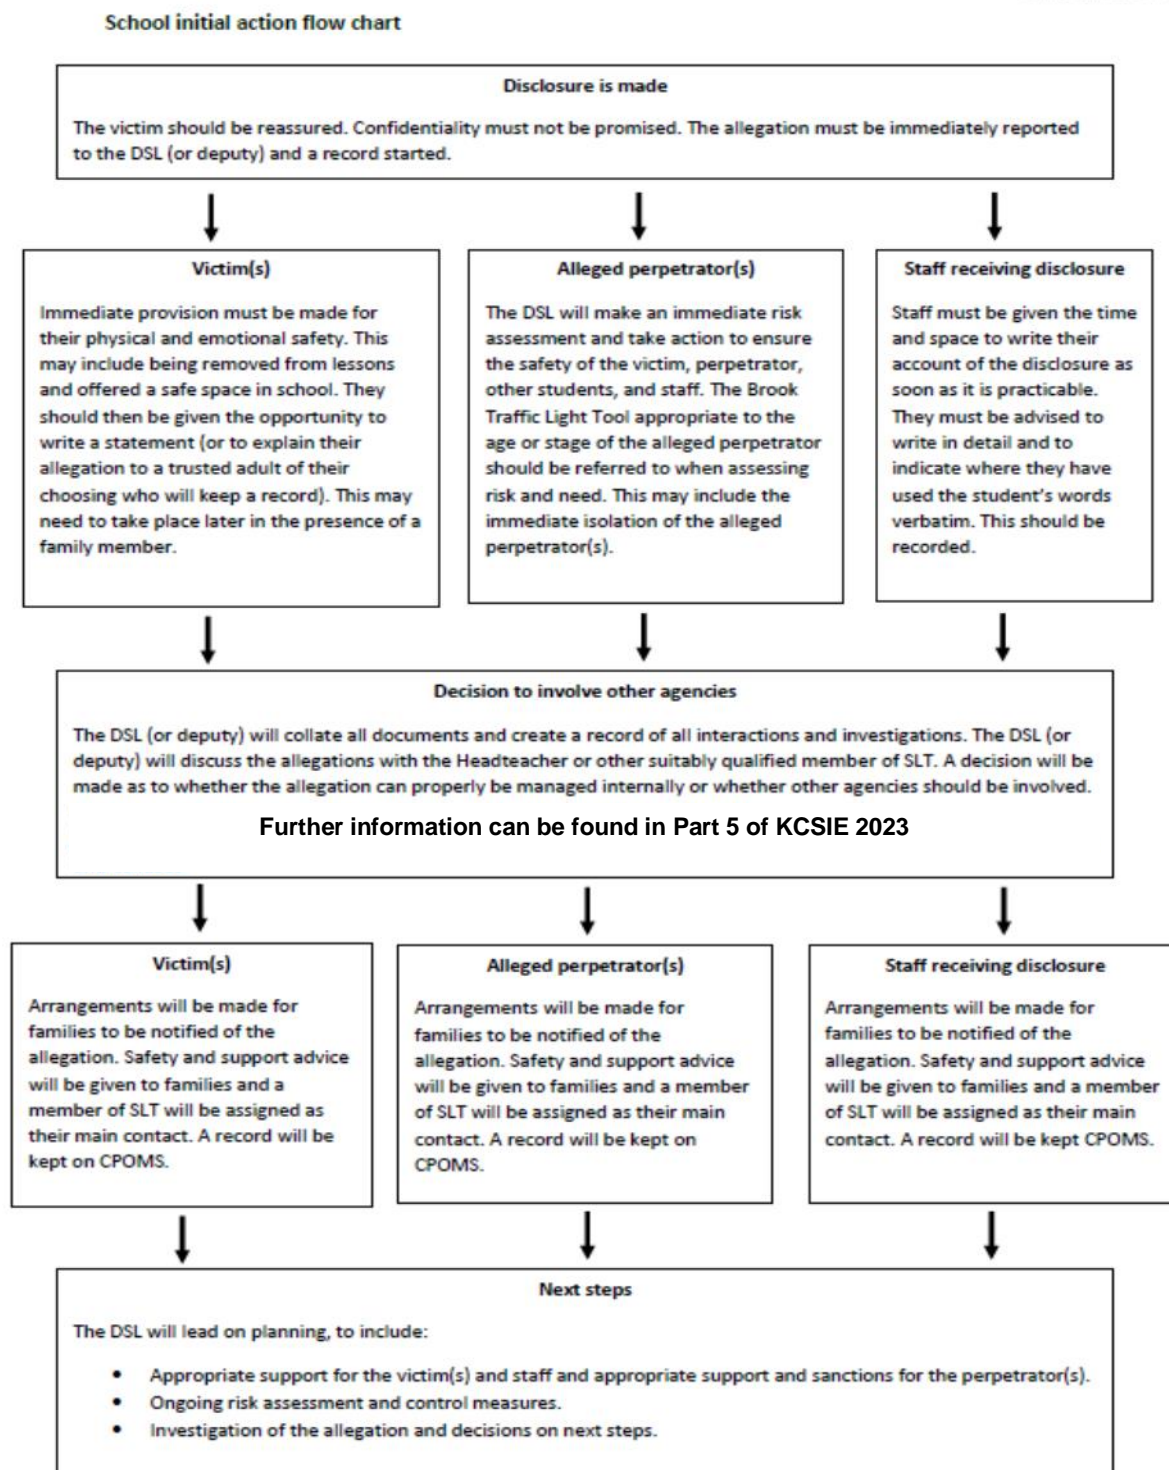 School initial action flow chart
Disclosure is made
The victim should be reassured. Confidentiality must not be promised. The allegation must be immediately reported
to the DSL (or deputy) and a record started.
Victim(s)
Immediate provision must be made for
their physical and emotional safety. This
may include being removed from lessons
and offered a safe space in school. They
should then be given the opportunity to
write a statement (or to explain their
allegation to a trusted adult of their
choosing who will keep a record). This may
need to take place later in the presence of a
family member.
Alleged perpetrator(s)
The DSL will make an immediate risk
assessment and take action to ensure
the safety of the victim, perpetrator,
other students, and staff. The Brook
Traffic Light Tool appropriate to the
age or stage of the alleged perpetrator
should be referred to when assessing
risk and need. This may include the
immediate isolation of the alleged
perpetrator(s).
Staff receiving disclosure
Staff must be given the time
and space to write their
account of the disclosure as
soon as it is practicable.
They must be advised to
write in detail and to
indicate where they have
used the student's words
verbatim. This should be
recorded.
Decision to involve other agencies
The DSL (or deputy) will collate all documents and create a record of all interactions and investigations. The DSL (or
deputy) will discuss the allegations with the Headteacher or other suitably qualified member of SLT. A decision will be
made as to whether the allegation can properly be managed internally or whether other agencies should be involved.
Further information can be found in Part 5 of KCSIE 2023
Victim(s)
Arrangements will be made for
families to be notified of the
allegation. Safety and support advice
will be given to families and a
member of SLT will be assigned as
their main contact. A record will be
kept on CPOMS.
Alleged perpetrator(s)
Arrangements will be made for
families to be notified of the
allegation. Safety and support advice
will be given to families and a member
of SLT will be assigned as their main
contact. A record will be kept on
CPOMS.
Staff receiving disclosure
Arrangements will be made for
families to be notified of the
allegation. Safety and support advice
will be given to families and a member
of SLT will be assigned as their main
contact. A record will be kept CPOMS.
Next steps
The DSL will lead on planning, to include:
• Appropriate support for the victim(s) and staff and appropriate support and sanctions for the perpetrator(s).
• Ongoing risk assessment and control measures.
• Investigation of the allegation and decisions on next steps.